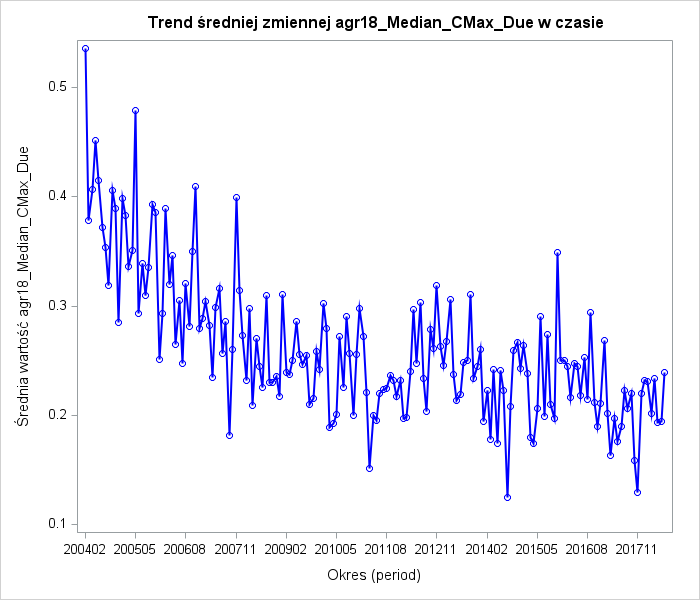 Trend średniej zmiennej agr18_Median_CMax_Due w czasie
Średnia wartość agr18_Median_CMax_Due
0.5
0.4
0.3
0.2
0.1
200402 200505 200608 200711 200902 201005 201108 201211 201402 201505 201608 201711
Okres (period)